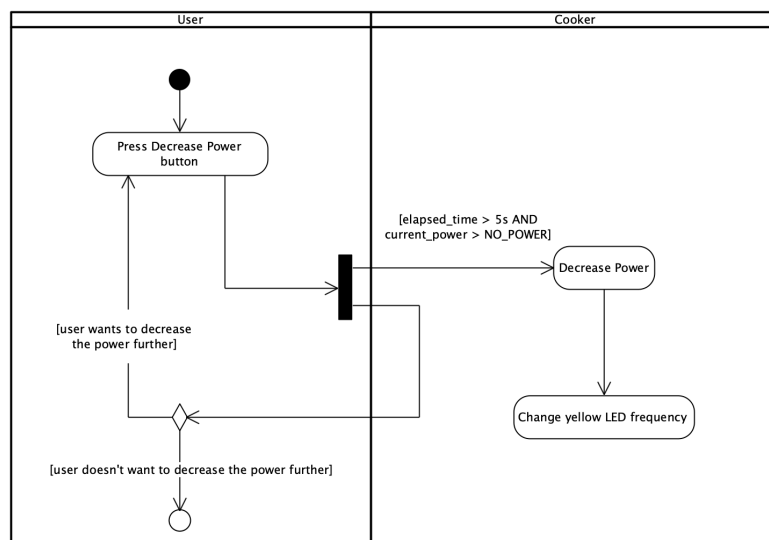 User
Cooker
Press Decrease Power
button
[elapsed_time > 5s AND
current_power > NO_POWER]
Decrease Power
[user wants to decrease
the power further]
Change yellow LED frequency
[user doesn't want to decrease the power further]